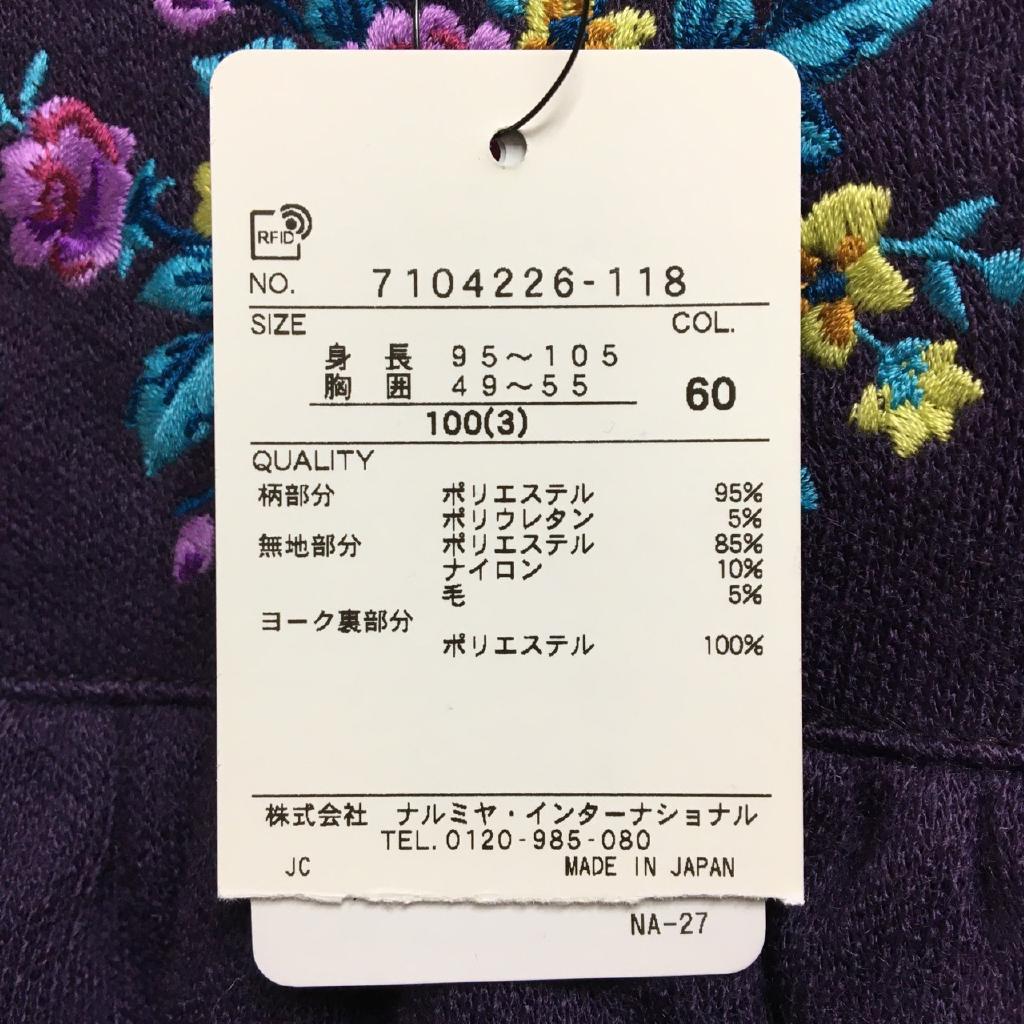 RFID
NO. 7104226-118
SIZE COL.
身長 95～105
胸囲 49～55
60
100(3)
QUALITY
柄部分 ポリエステル 95%
ポリウレタン 5%
無地部分 ポリエステル 85%
ナイロン 10%
毛 5%
ヨーク裏部分
ポリエステル 100%
株式会社 ナルミヤ・インターナショナル
TEL.0120-985-080
JC MADE IN JAPAN
NA-27